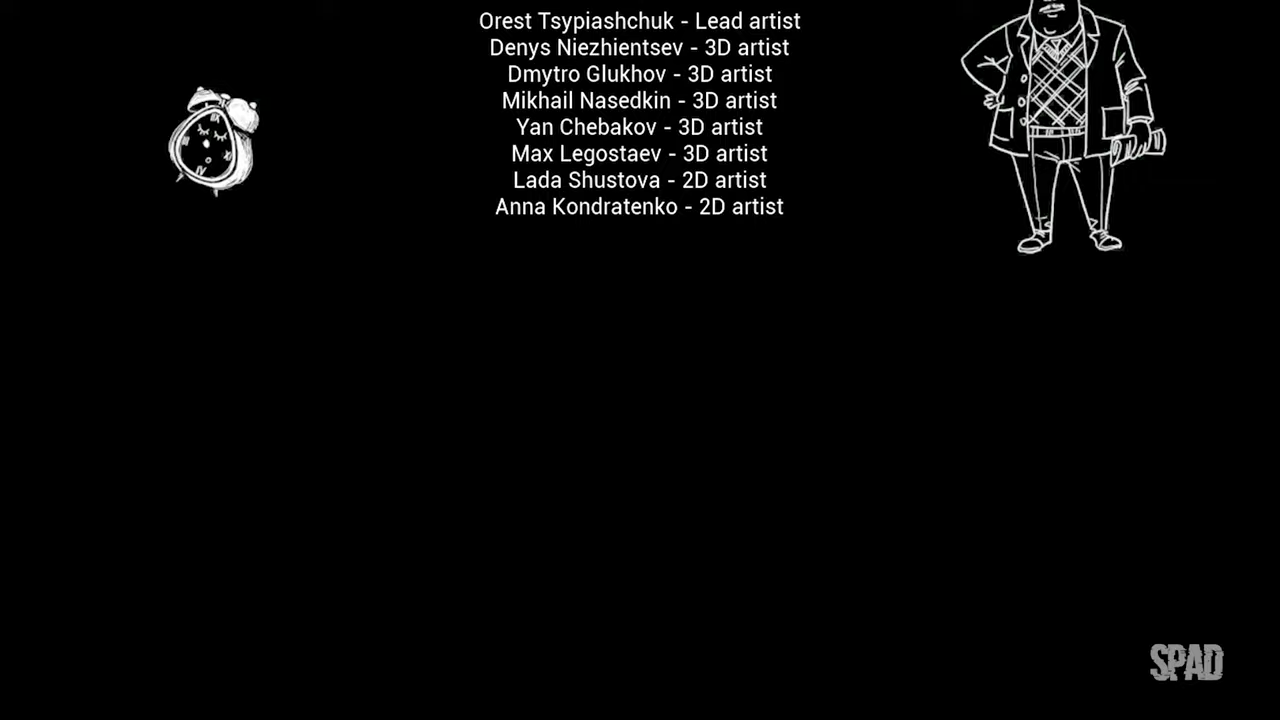 Orest Tsypiashchuk - Lead artist
Denys Niezhientsev - 3D artist
Dmytro Glukhov - 3D artist
Mikhail Nasedkin - 3D artist
Yan Chebakov - 3D artist
Max Legostaev - 3D artist
Lada Shustova - 2D artist
Anna Kondratenko - 2D artist
SPAD